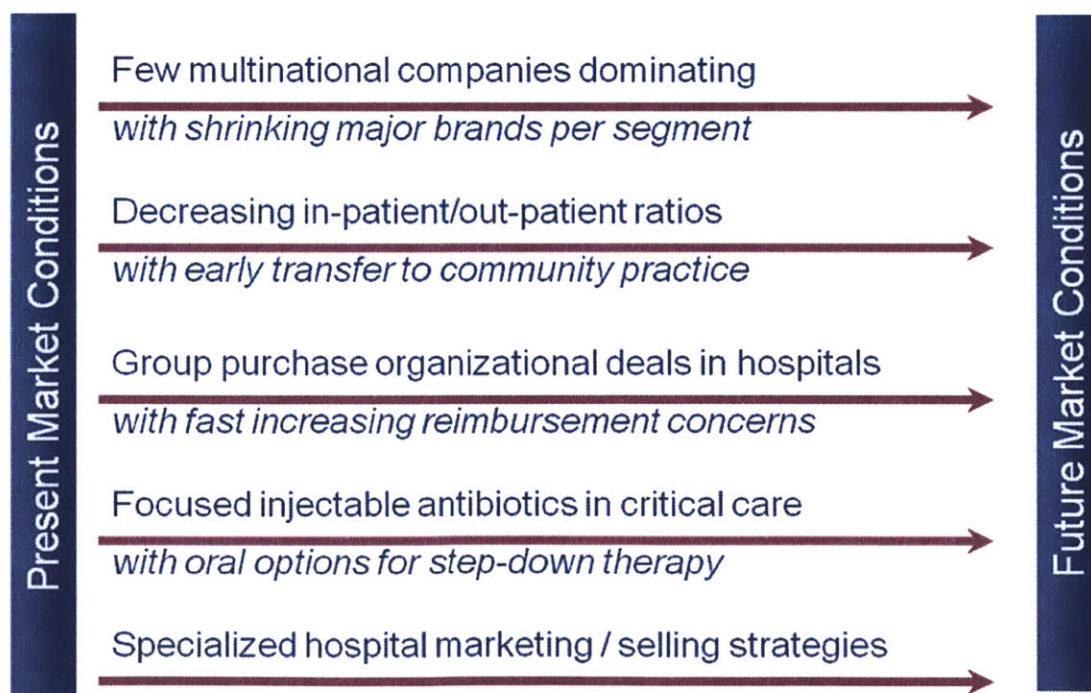 Present Market Conditions
Few multinational companies dominating
with shrinking major brands per segment
Decreasing in-patient/out-patient ratios
with early transfer to community practice
Group purchase organizational deals in hospitals
with fast increasing reimbursement concerns
Focused injectable antibiotics in critical care
with oral options for step-down therapy
Specialized hospital marketing / selling strategies
Future Market Conditions